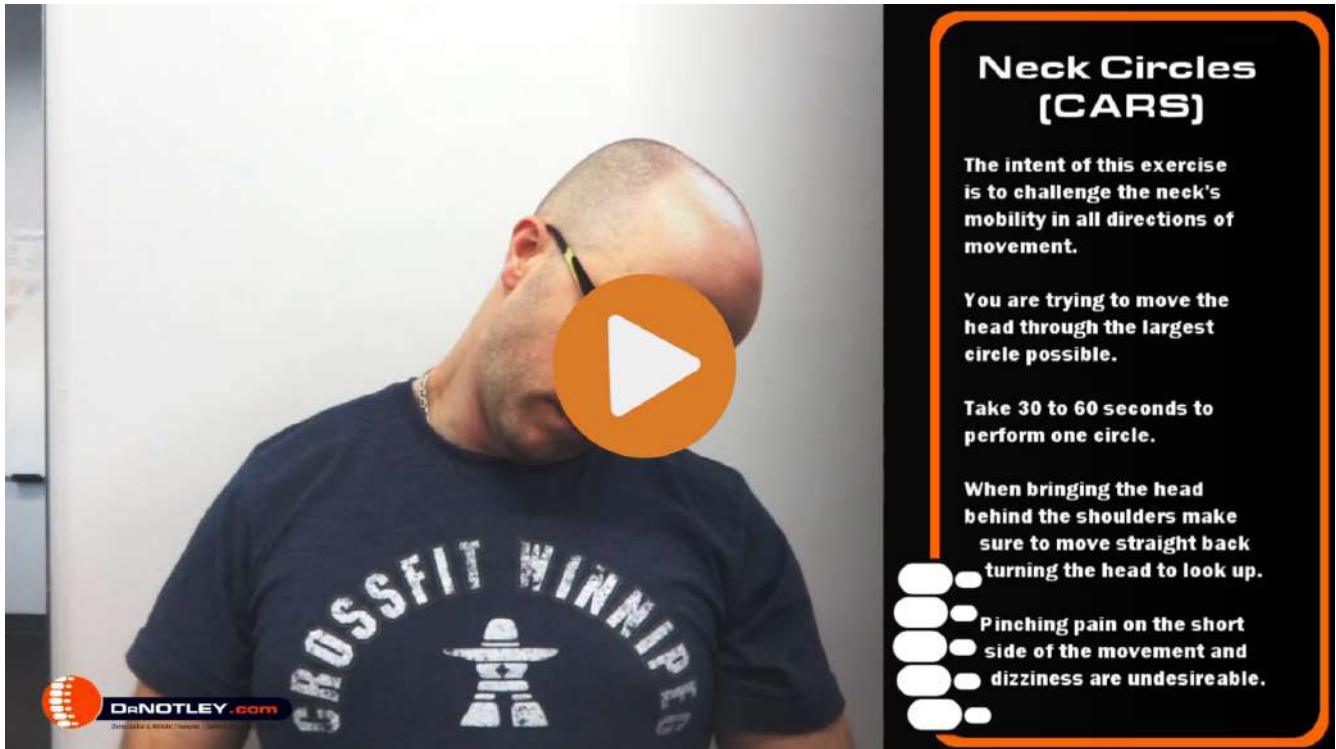 Neck Circles
(CARS)
The intent of this exercise
is to challenge the neck's
mobility in all directions of
movement.
You are trying to move the
head through the largest
circle possible.
Take 30 to 60 seconds to
perform one circle.
When bringing the head
behind the shoulders make
sure to move straight back
turning the head to look up.
Pinching pain on the short
side of the movement and
dizziness are undesireable.
CROSSFIT WINNIPEG
DRNOTLEY.com